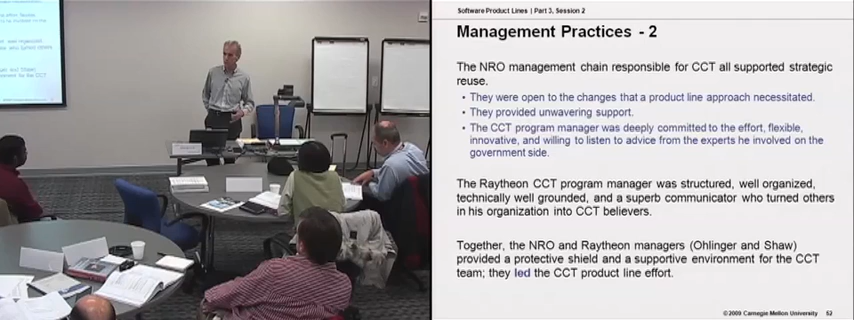 Software Product Lines | Part 3, Session 2
Management Practices - 2
The NRO management chain responsible for CCT all supported strategic
reuse.
• They were open to the changes that a product line approach necessitated.
• They provided unwavering support.
• The CCT program manager was deeply committed to the effort, flexible,
innovative, and willing to listen to advice from the experts he involved on the
government side.
The Raytheon CCT program manager was structured, well organized,
technically well grounded, and a superb communicator who turned others
in his organization into CCT believers.
Together, the NRO and Raytheon managers (Ohlinger and Shaw)
provided a protective shield and a supportive environment for the CCT
team; they led the CCT product line effort.
© 2009 Carnegie Mellon University 52